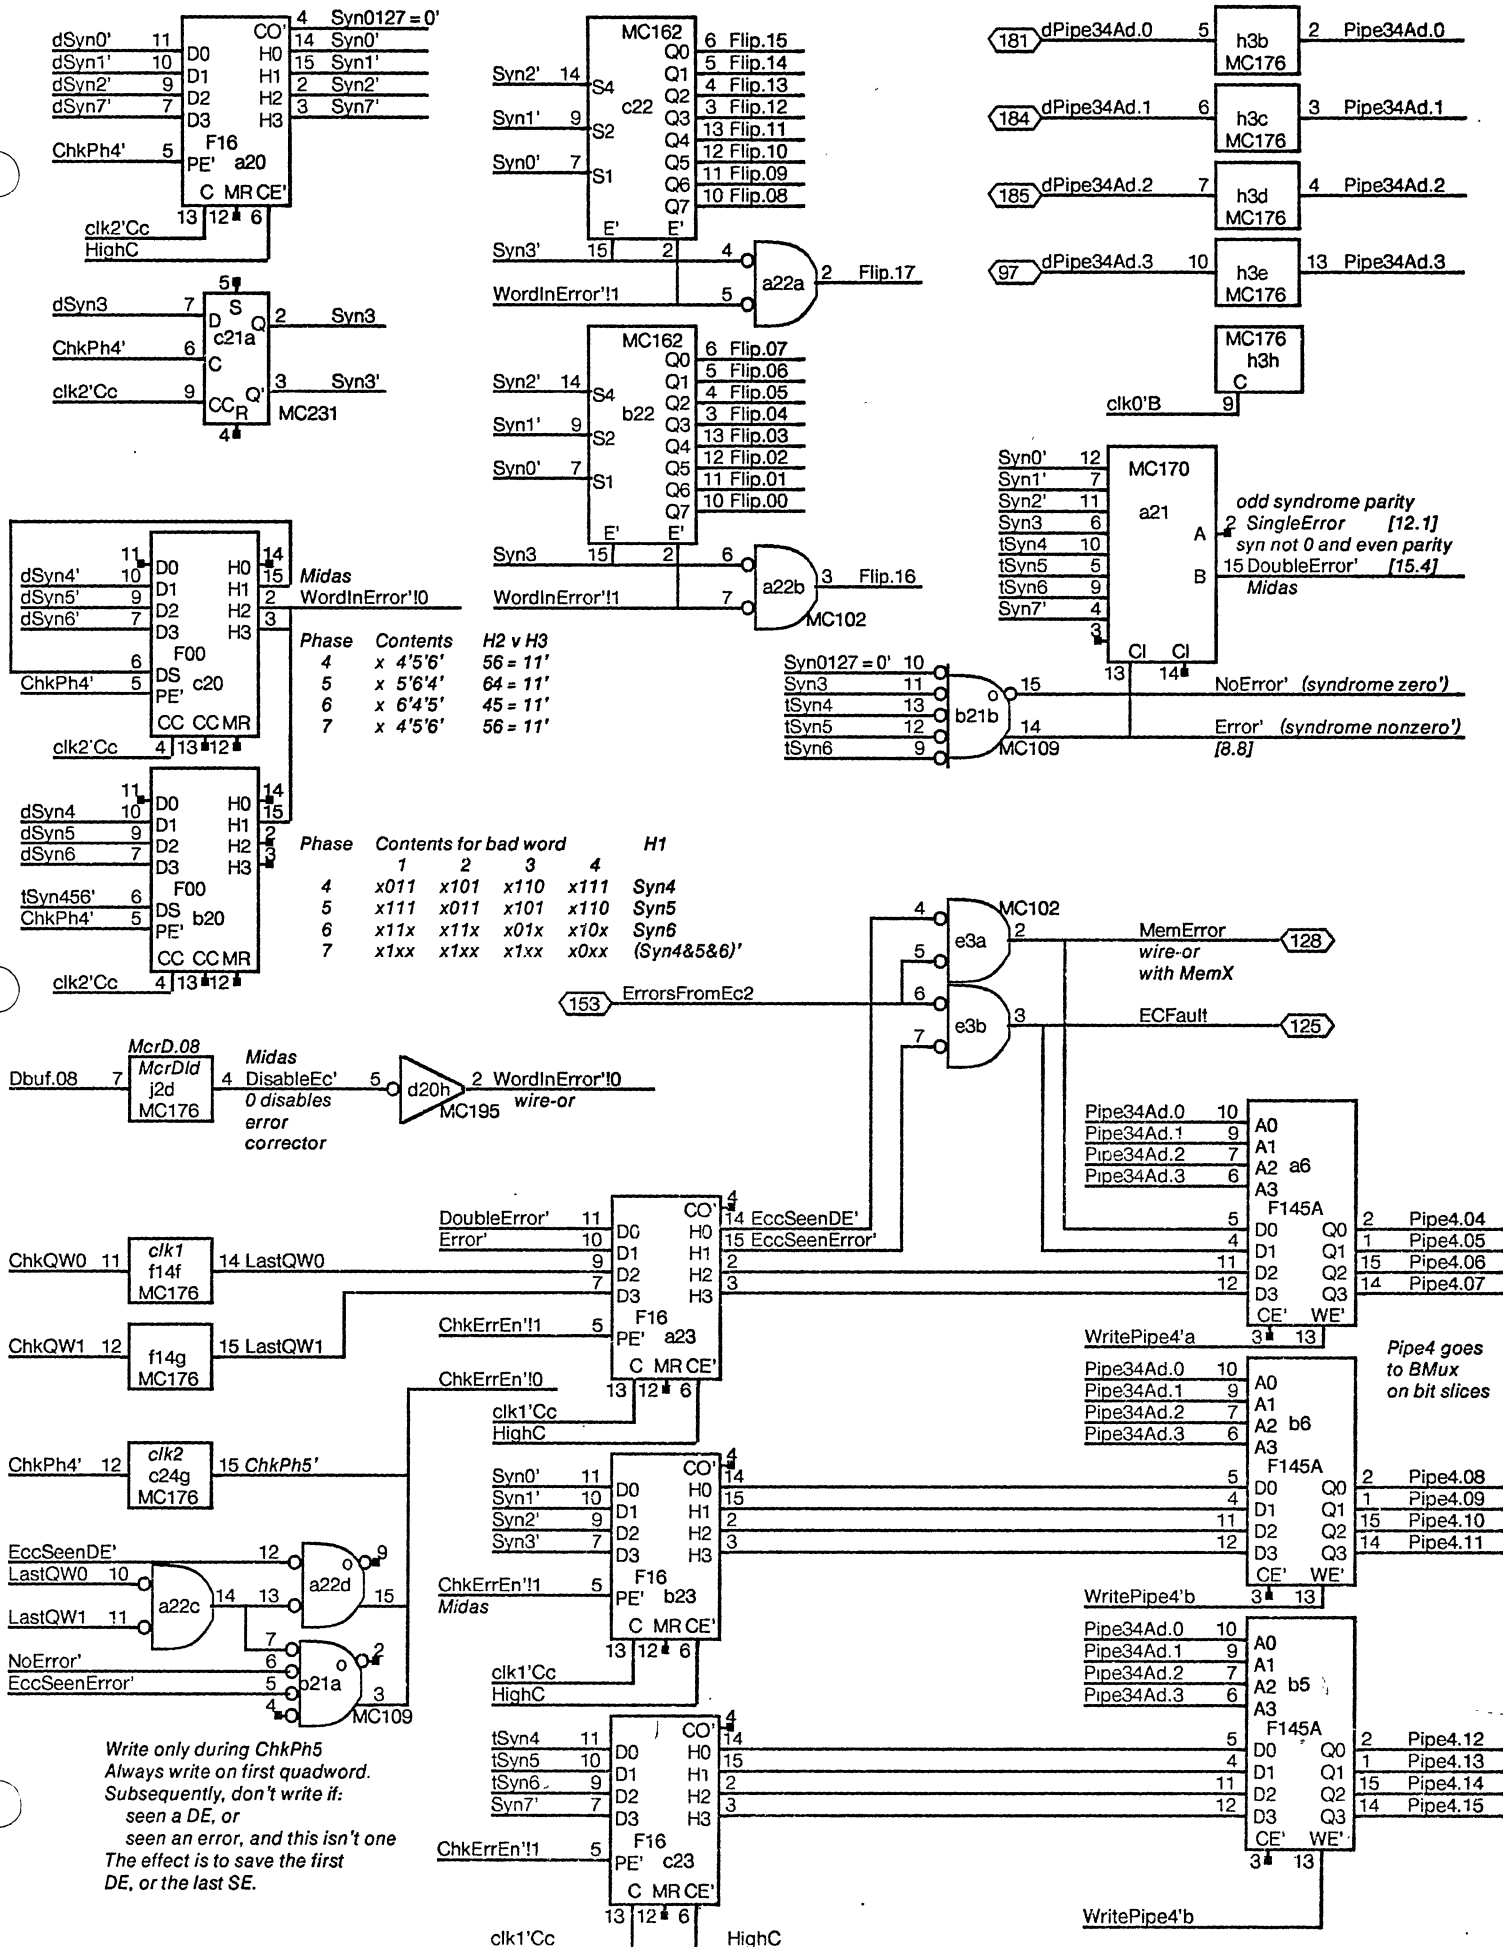 4 Syn0127 = 0'
CO'
dSyn0' 11 D0 H0 14 Syn0'
dSyn1' 10 D1 H1 15 Syn1'
dSyn2' 9 D2 H2 2 Syn2'
dSyn7' 7 D3 H3 3 Syn7'
F16
ChkPh4' 5 PE' a20
C MR CE'
13 12 6
clk2'Cc
HighC
5
S
dSyn3 7 D Q 2 Syn3
c21a
ChkPh4' 6 C
clk2'Cc 9 CC R Q' 3 Syn3'
MC231
4
MC162
Q0 6 Flip.15
Syn2' 14 S4 Q1 5 Flip.14
Q2 4 Flip.13
c22 Q3 3 Flip.12
Syn1' 9 S2 Q4 13 Flip.11
Q5 12 Flip.10
Syn0' 7 S1 Q6 11 Flip.09
Q7 10 Flip.08
E' E'
Syn3' 15 2 4
a22a 2 Flip.17
WordInError'!1 5
MC162
Q0 6 Flip.07
Syn2' 14 S4 Q1 5 Flip.06
Q2 4 Flip.05
b22 Q3 3 Flip.04
Syn1' 9 S2 Q4 13 Flip.03
Q5 12 Flip.02
Syn0' 7 S1 Q6 11 Flip.01
Q7 10 Flip.00
E' E'
Syn3 15 2 6
a22b 3 Flip.16
WordInError'!1 7
MC102
181 dPipe34Ad.0 5 h3b 2 Pipe34Ad.0
MC176
184 dPipe34Ad.1 6 h3c 3 Pipe34Ad.1
MC176
185 dPipe34Ad.2 7 h3d 4 Pipe34Ad.2
MC176
97 dPipe34Ad.3 10 h3e 13 Pipe34Ad.3
MC176
MC176
h3h
C
clk0'B 9
Syn0' 12 MC170
Syn1' 7
Syn2' 11 a21 odd syndrome parity
Syn3 6 A 2 SingleError [12.1]
tSyn4 10 syn not 0 and even parity
tSyn5 5 B 15 DoubleError' [15.4]
tSyn6 9 Midas
Syn7' 4
3
CI CI
13 14
Syn0127 = 0' 10
Syn3 11 o 15 NoError' (syndrome zero')
tSyn4 13 b21b
tSyn5 12 14 Error' (syndrome nonzero')
tSyn6 9 MC109 [8.8]
11 D0 H0 14
dSyn4' 10 D1 H1 15 Midas
dSyn5' 9 D2 H2 2 WordInError'!0
dSyn6' 7 D3 H3 3
F00
6 DS c20
ChkPh4' 5 PE'
CC CC MR
clk2'Cc 4 13 12
Phase Contents H2 v H3
4 x 4'5'6' 56 = 11'
5 x 5'6'4' 64 = 11'
6 x 6'4'5' 45 = 11'
7 x 4'5'6' 56 = 11'
11 D0 H0 14
dSyn4 10 D1 H1 15
dSyn5 9 D2 H2 2
dSyn6 7 D3 H3 3
F00
tSyn456' 6 DS
ChkPh4' 5 PE' b20
CC CC MR
clk2'Cc 4 13 12
Phase Contents for bad word H1
1 2 3 4
4 x011 x101 x110 x111 Syn4
5 x111 x011 x101 x110 Syn5
6 x11x x11x x01x x10x Syn6
7 x1xx x1xx x1xx x0xx (Syn4&5&6)'
MC102
4 e3a 2 MemError 128
5 wire-or
with MemX
153 ErrorsFromEc2 6
e3b 3 ECFault 125
7
McrD.08
Dbuf.08 7 McrDld
j2d
MC176
4 Midas
DisableEc' 5 d20h 2 WordInError'!0
0 disables MC195 wire-or
error
corrector
Pipe34Ad.0 10 A0
Pipe34Ad.1 9 A1
Pipe34Ad.2 7 A2 a6
Pipe34Ad.3 6 A3
F145A
5 D0 Q0 2 Pipe4.04
4 D1 Q1 1 Pipe4.05
11 D2 Q2 15 Pipe4.06
12 D3 Q3 14 Pipe4.07
CE' WE'
WritePipe4'a 3 13
4
CO'
DoubleError' 11 D0 H0 14 EccSeenDE'
Error' 10 D1 H1 15 EccSeenError'
9 D2 H2 2
7 D3 H3 3
F16
ChkErrEn'!1 5 PE' a23
C MR CE'
13 12 6
clk1'Cc
HighC
ChkQW0 11 clk1 14 LastQW0
f14f
MC176
ChkQW1 12 f14g 15 LastQW1
MC176
ChkErrEn'!0
ChkPh4' 12 clk2 15 ChkPh5'
c24g
MC176
Pipe4 goes
to BMux
on bit slices
Pipe34Ad.0 10 A0
Pipe34Ad.1 9 A1
Pipe34Ad.2 7 A2 b6
Pipe34Ad.3 6 A3
F145A
5 D0 Q0 2 Pipe4.08
4 D1 Q1 1 Pipe4.09
11 D2 Q2 15 Pipe4.10
12 D3 Q3 14 Pipe4.11
CE' WE'
WritePipe4'b 3 13
4
CO'
Syn0' 11 D0 H0 14
Syn1' 10 D1 H1 15
Syn2' 9 D2 H2 2
Syn3' 7 D3 H3 3
F16
ChkErrEn'!1 5 PE' b23
Midas
C MR CE'
13 12 6
clk1'Cc
HighC
EccSeenDE' 12 o 9
LastQW0 10 a22d
a22c 14 13 15
LastQW1 11
7 o 2
NoError' 6
EccSeenError' 5 b21a 3
4 MC109
Write only during ChkPh5
Always write on first quadword.
Subsequently, don't write if:
seen a DE, or
seen an error, and this isn't one
The effect is to save the first
DE, or the last SE.
4
CO'
tSyn4 11 D0 H0 14
tSyn5 10 D1 H1 15
tSyn6 9 D2 H2 2
Syn7' 7 D3 H3 3
F16
ChkErrEn'!1 5 PE' c23
C MR CE'
13 12 6
clk1'Cc HighC
Pipe34Ad.0 10 A0
Pipe34Ad.1 9 A1
Pipe34Ad.2 7 A2 b5
Pipe34Ad.3 6 A3
F145A
5 D0 Q0 2 Pipe4.12
4 D1 Q1 1 Pipe4.13
11 D2 Q2 15 Pipe4.14
12 D3 Q3 14 Pipe4.15
CE' WE'
3 13
WritePipe4'b